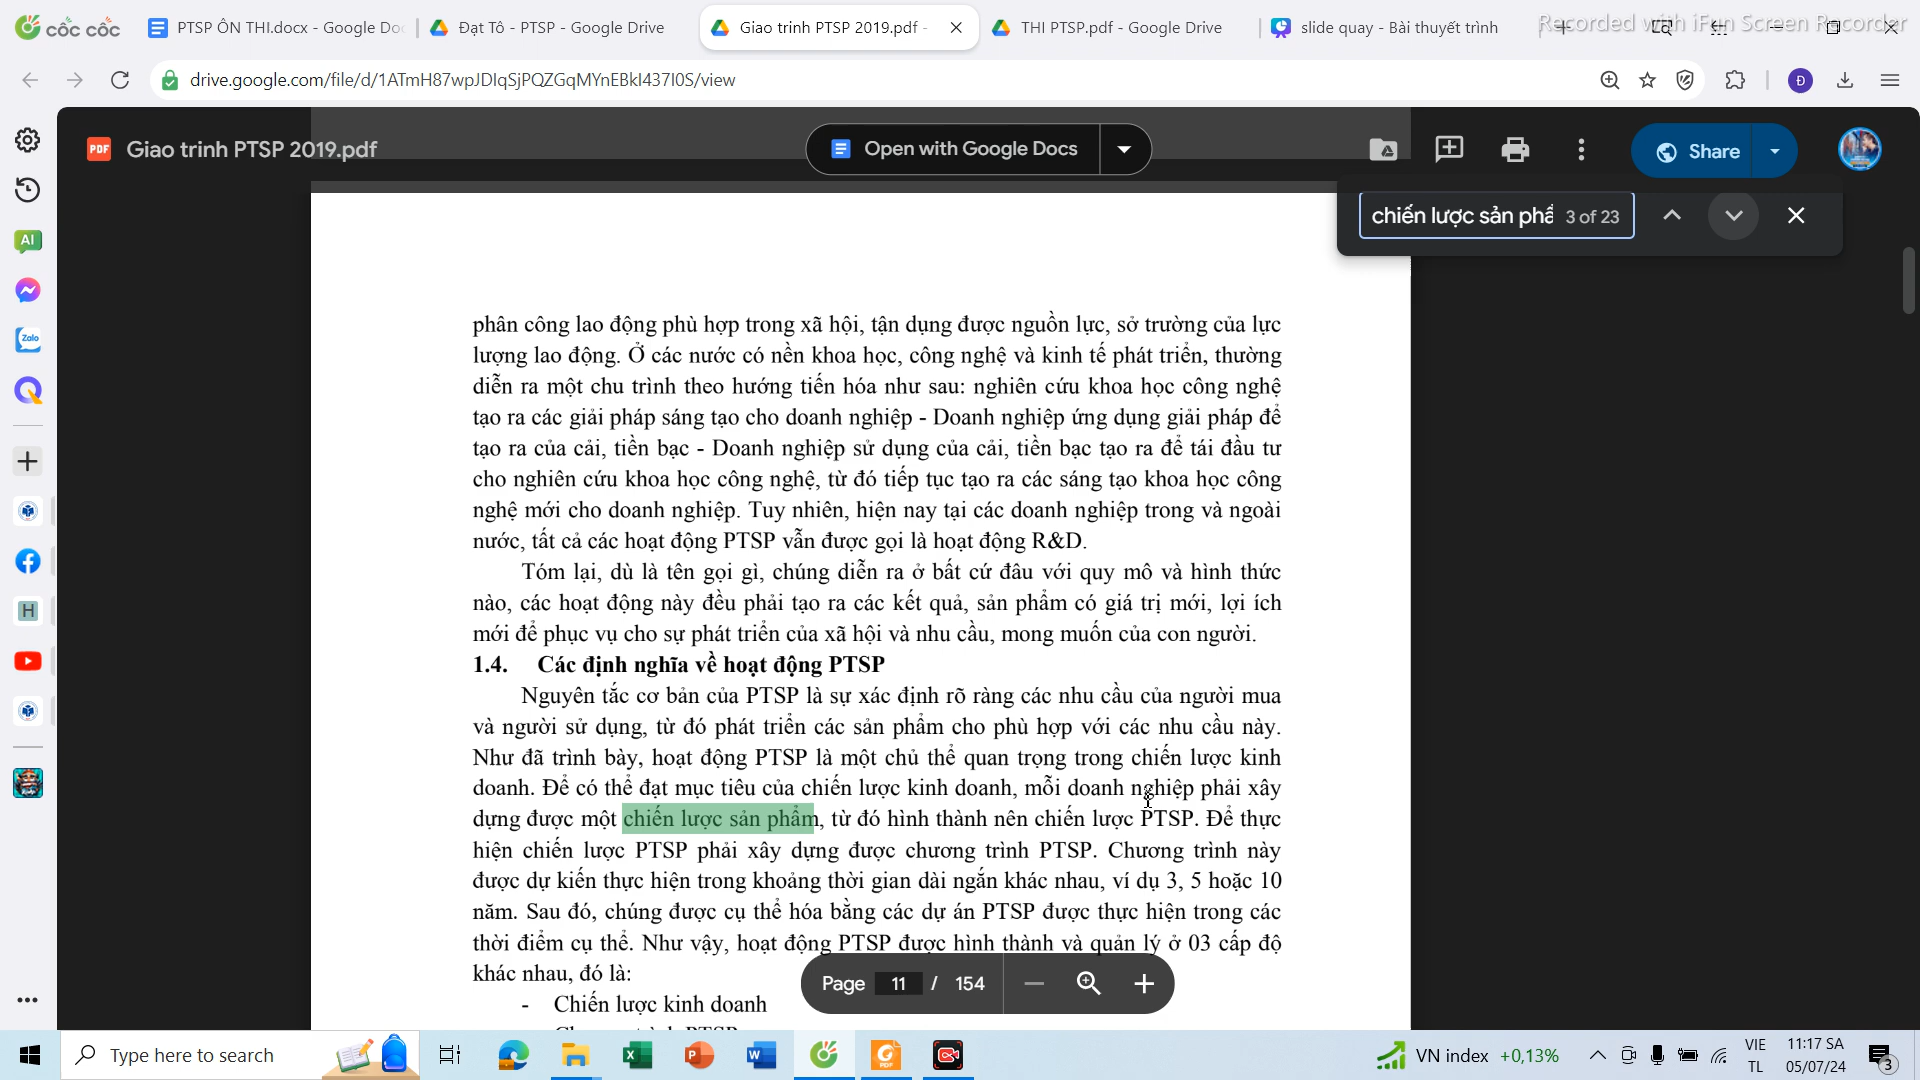 cốc cốc
PTSP ÔN THI.docx - Google Doc
Đạt Tô - PTSP - Google Drive
Giao trinh PTSP 2019.pdf -
THI PTSP.pdf - Google Drive
slide quay - Bài thuyết trình
Recorded with iFun Screen Recorder
drive.google.com/file/d/1ATmH87wpJDIqSjPQZGqMYnEBkI437I0S/view
Đ
PDF
Giao trinh PTSP 2019.pdf
Open with Google Docs
Share
chiến lược sản phẩ
3 of 23
AI
Zalo
H
phân công lao động phù hợp trong xã hội, tận dụng được nguồn lực, sở trường của lực
lượng lao động. Ở các nước có nền khoa học, công nghệ và kinh tế phát triển, thường
diễn ra một chu trình theo hướng tiến hóa như sau: nghiên cứu khoa học công nghệ
tạo ra các giải pháp sáng tạo cho doanh nghiệp - Doanh nghiệp ứng dụng giải pháp để
tạo ra của cải, tiền bạc - Doanh nghiệp sử dụng của cải, tiền bạc tạo ra để tái đầu tư
cho nghiên cứu khoa học công nghệ, từ đó tiếp tục tạo ra các sáng tạo khoa học công
nghệ mới cho doanh nghiệp. Tuy nhiên, hiện nay tại các doanh nghiệp trong và ngoài
nước, tất cả các hoạt động PTSP vẫn được gọi là hoạt động R&D.
Tóm lại, dù là tên gọi gì, chúng diễn ra ở bất cứ đâu với quy mô và hình thức
nào, các hoạt động này đều phải tạo ra các kết quả, sản phẩm có giá trị mới, lợi ích
mới để phục vụ cho sự phát triển của xã hội và nhu cầu, mong muốn của con người.
1.4. Các định nghĩa về hoạt động PTSP
Nguyên tắc cơ bản của PTSP là sự xác định rõ ràng các nhu cầu của người mua
và người sử dụng, từ đó phát triển các sản phẩm cho phù hợp với các nhu cầu này.
Như đã trình bày, hoạt động PTSP là một chủ thể quan trọng trong chiến lược kinh
doanh. Để có thể đạt mục tiêu của chiến lược kinh doanh, mỗi doanh nghiệp phải xây
dựng được một chiến lược sản phẩm, từ đó hình thành nên chiến lược PTSP. Để thực
hiện chiến lược PTSP phải xây dựng được chương trình PTSP. Chương trình này
được dự kiến thực hiện trong khoảng thời gian dài ngắn khác nhau, ví dụ 3, 5 hoặc 10
năm. Sau đó, chúng được cụ thể hóa bằng các dự án PTSP được thực hiện trong các
thời điểm cụ thể. Như vậy, hoạt động PTSP được hình thành và quản lý ở 03 cấp độ
khác nhau, đó là:
- Chiến lược kinh doanh
Page 11 / 154
Type here to search
VN index +0,13%
VIE
TL
11:17 SA
05/07/24
3